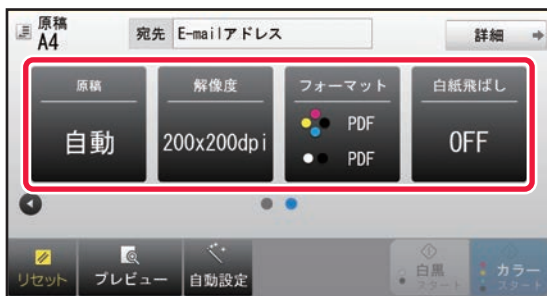 原稿
A4
宛先 E-mailアドレス
詳細
原稿
自動
解像度
200x200dpi
フォーマット
PDF
PDF
白紙飛ばし
OFF
リセット
プレビュー
自動設定
白黒
スタート
カラー
スタート